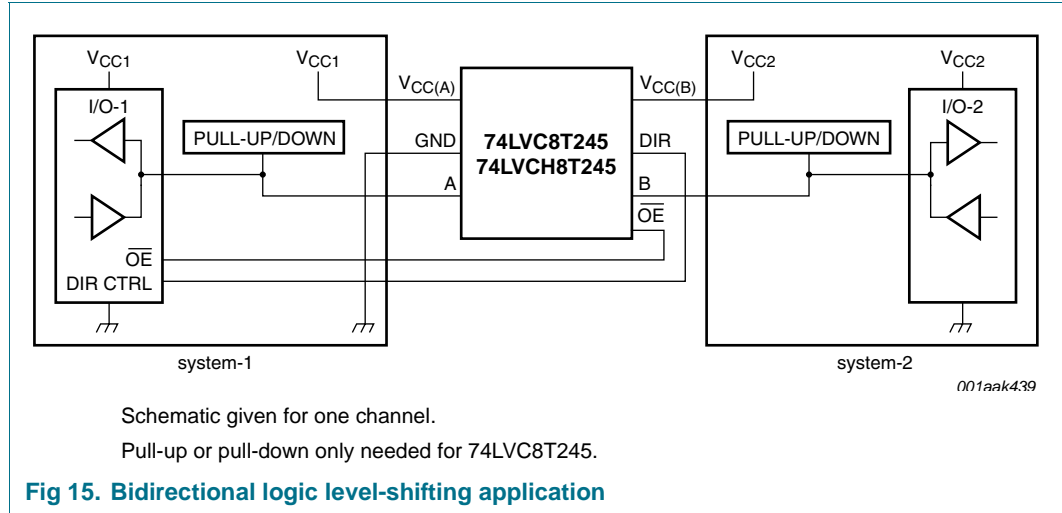 VCC1
VCC1
VCC2
VCC2
VCC(A)
VCC(B)
I/O-1
I/O-2
PULL-UP/DOWN
GND
74LVC8T245
74LVCH8T245
DIR
PULL-UP/DOWN
A
B
OE
OE
DIR CTRL
system-1
system-2
001aak439
Schematic given for one channel.
Pull-up or pull-down only needed for 74LVC8T245.
Fig 15. Bidirectional logic level-shifting application